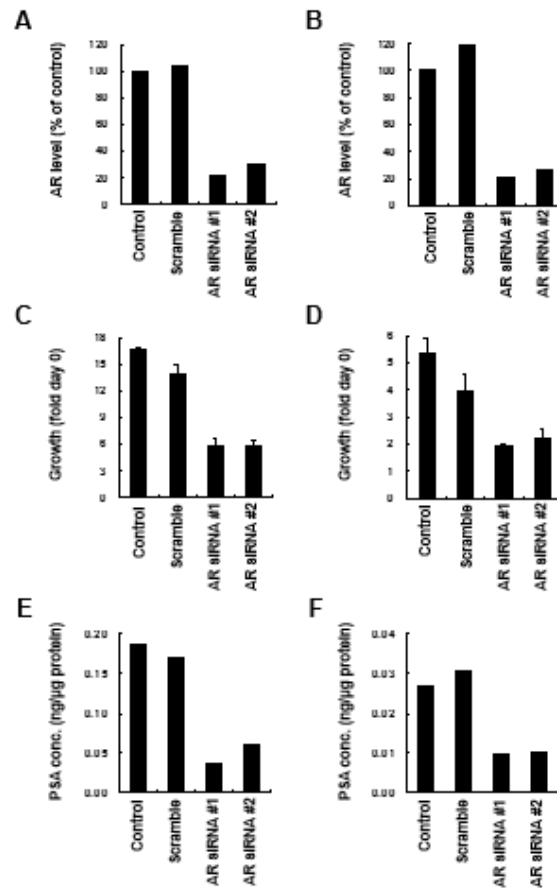 A
AR level (% of control)
120
100
80
60
40
20
0
Control
Scramble
AR siRNA #1
AR siRNA #2
B
AR level (% of control)
120
100
80
60
40
20
0
Control
Scramble
AR siRNA #1
AR siRNA #2
C
Growth (fold day 0)
18
15
12
9
6
3
0
Control
Scramble
AR siRNA #1
AR siRNA #2
D
Growth (fold day 0)
6
5
4
3
2
1
0
Control
Scramble
AR siRNA #1
AR siRNA #2
E
PSA conc. (ng/µg protein)
0.20
0.15
0.10
0.05
0.00
Control
Scramble
AR siRNA #1
AR siRNA #2
F
PSA conc. (ng/µg protein)
0.04
0.03
0.02
0.01
0.00
Control
Scramble
AR siRNA #1
AR siRNA #2